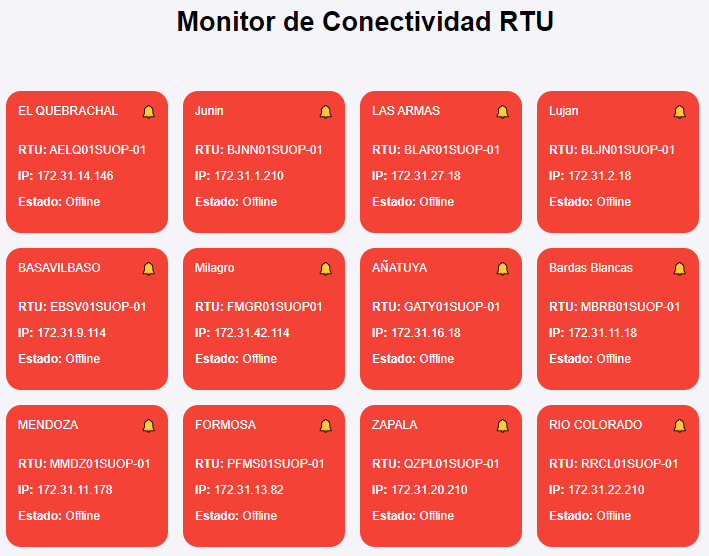 Monitor de Conectividad RTU
EL QUEBRACHAL
RTU: AELQ01SUOP-01
IP: 172.31.14.146
Estado: Offline
Junin
RTU: BJNN01SUOP-01
IP: 172.31.1.210
Estado: Offline
LAS ARMAS
RTU: BLAR01SUOP-01
IP: 172.31.27.18
Estado: Offline
Lujan
RTU: BLJN01SUOP-01
IP: 172.31.2.18
Estado: Offline
BASAVILBASO
RTU: EBSV01SUOP-01
IP: 172.31.9.114
Estado: Offline
Milagro
RTU: FMGR01SUOP01
IP: 172.31.42.114
Estado: Offline
AÑATUYA
RTU: GATY01SUOP-01
IP: 172.31.16.18
Estado: Offline
Bardas Blancas
RTU: MBRB01SUOP-01
IP: 172.31.11.18
Estado: Offline
MENDOZA
RTU: MMDZ01SUOP-01
IP: 172.31.11.178
Estado: Offline
FORMOSA
RTU: PFMS01SUOP-01
IP: 172.31.13.82
Estado: Offline
ZAPALA
RTU: QZPL01SUOP-01
IP: 172.31.20.210
Estado: Offline
RIO COLORADO
RTU: RRCL01SUOP-01
IP: 172.31.22.210
Estado: Offline